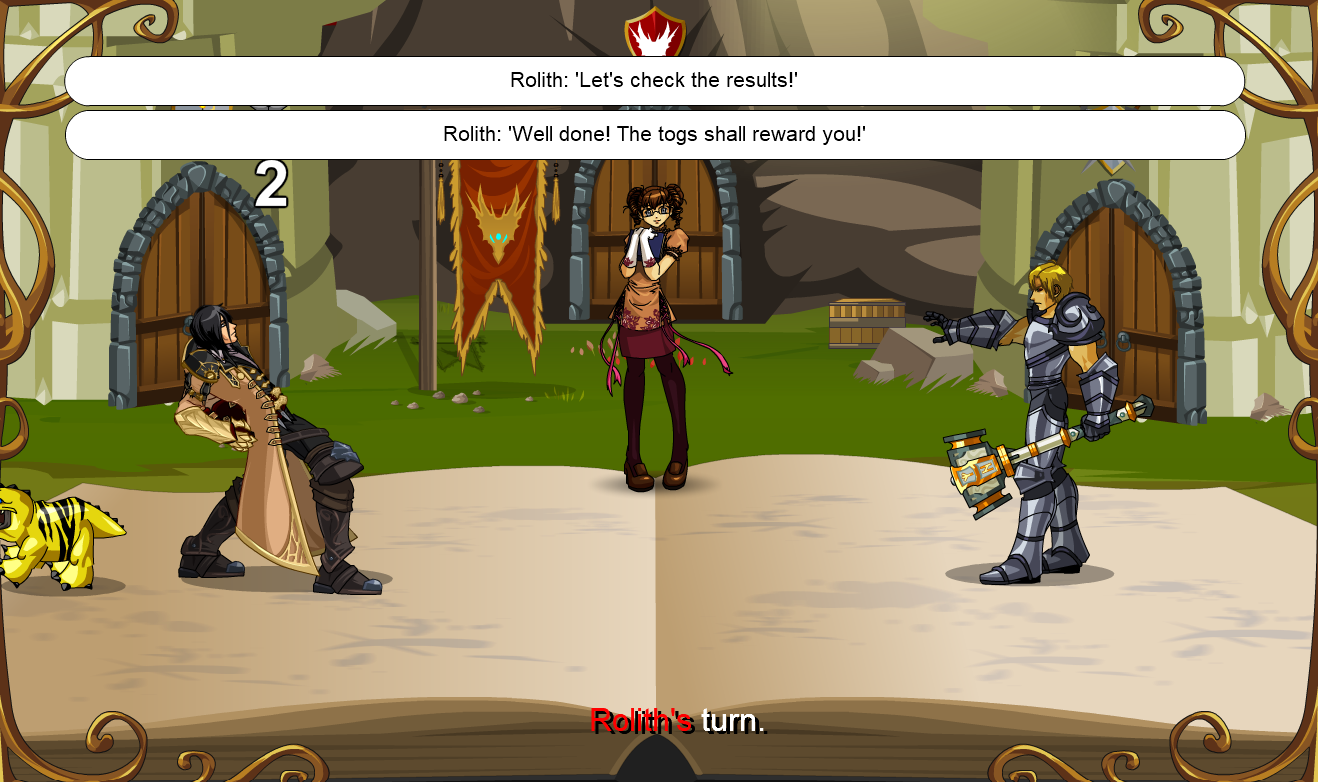 Rolith: 'Let's check the results!'
Rolith: 'Well done! The togs shall reward you!'
2
Rolith's turn.